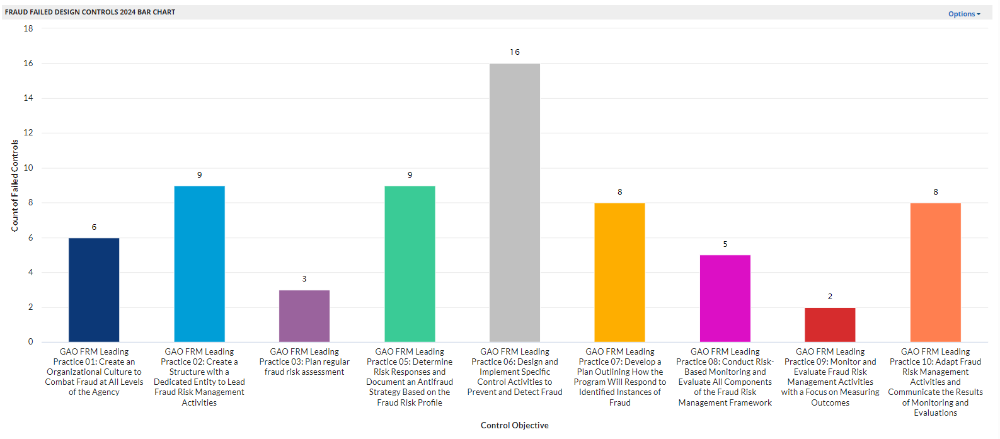 FRAUD FAILED DESIGN CONTROLS 2024 BAR CHART
Options
18
16
14
12
10
8
6
4
2
0
Count of Failed Controls
6
9
3
9
16
8
5
2
8
GAO FRM Leading
Practice 01: Create an
Organizational Culture to
Combat Fraud at All Levels
of the Agency
GAO FRM Leading
Practice 02: Create a
Structure with a
Dedicated Entity to Lead
Fraud Risk Management
Activities
GAO FRM Leading
Practice 03: Plan regular
fraud risk assessment
GAO FRM Leading
Practice 05: Determine
Risk Responses and
Document an Antifraud
Strategy Based on the
Fraud Risk Profile
GAO FRM Leading
Practice 06: Design and
Implement Specific
Control Activities to
Prevent and Detect Fraud
GAO FRM Leading
Practice 07: Develop a
Plan Outlining How the
Program Will Respond to
Identified Instances of
Fraud
GAO FRM Leading
Practice 08: Conduct Risk-
Based Monitoring and
Evaluate All Components
of the Fraud Risk
Management Framework
GAO FRM Leading
Practice 09: Monitor and
Evaluate Fraud Risk
Management Activities
with a Focus on Measuring
Outcomes
GAO FRM Leading
Practice 10: Adapt Fraud
Risk Management
Activities and
Communicate the Results
of Monitoring and
Evaluations
Control Objective